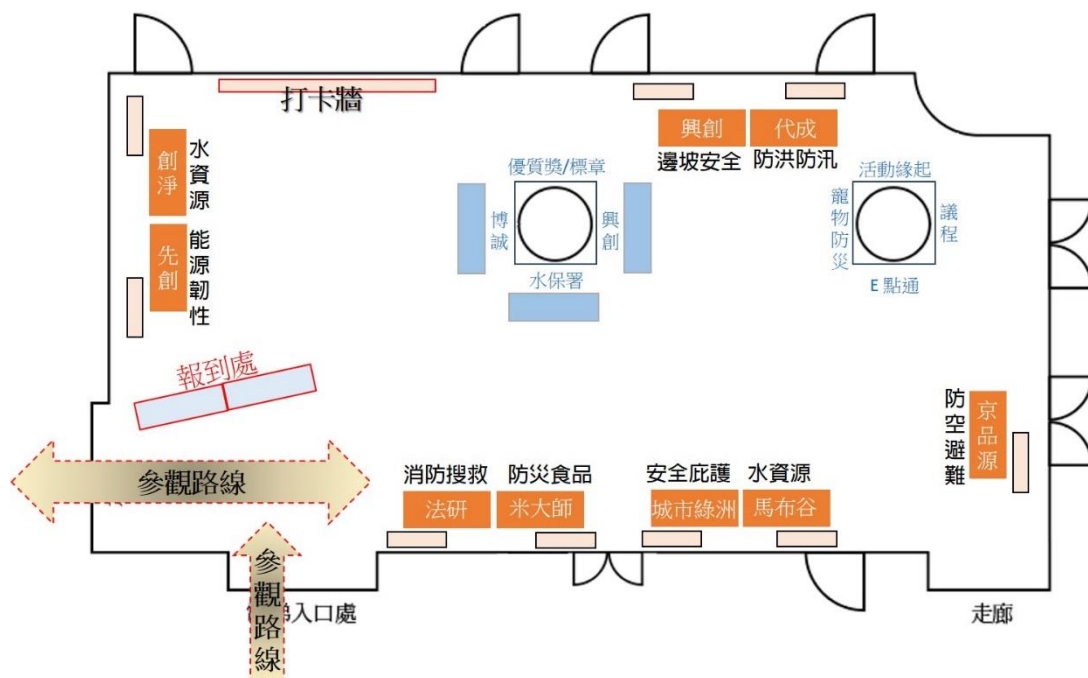 打卡牆
興創
代成
邊坡安全
防洪防汛
創淨
水資源
先創
能源韌性
優質獎/標章
博誠
興創
水保署
活動緣起
寵物防災
議程
E 點通
報到處
參觀路線
防空避難
京品源
消防搜救
防災食品
安全庇護
水資源
法研
米大師
城市綠洲
馬布谷
參觀路線
入口處
走廊